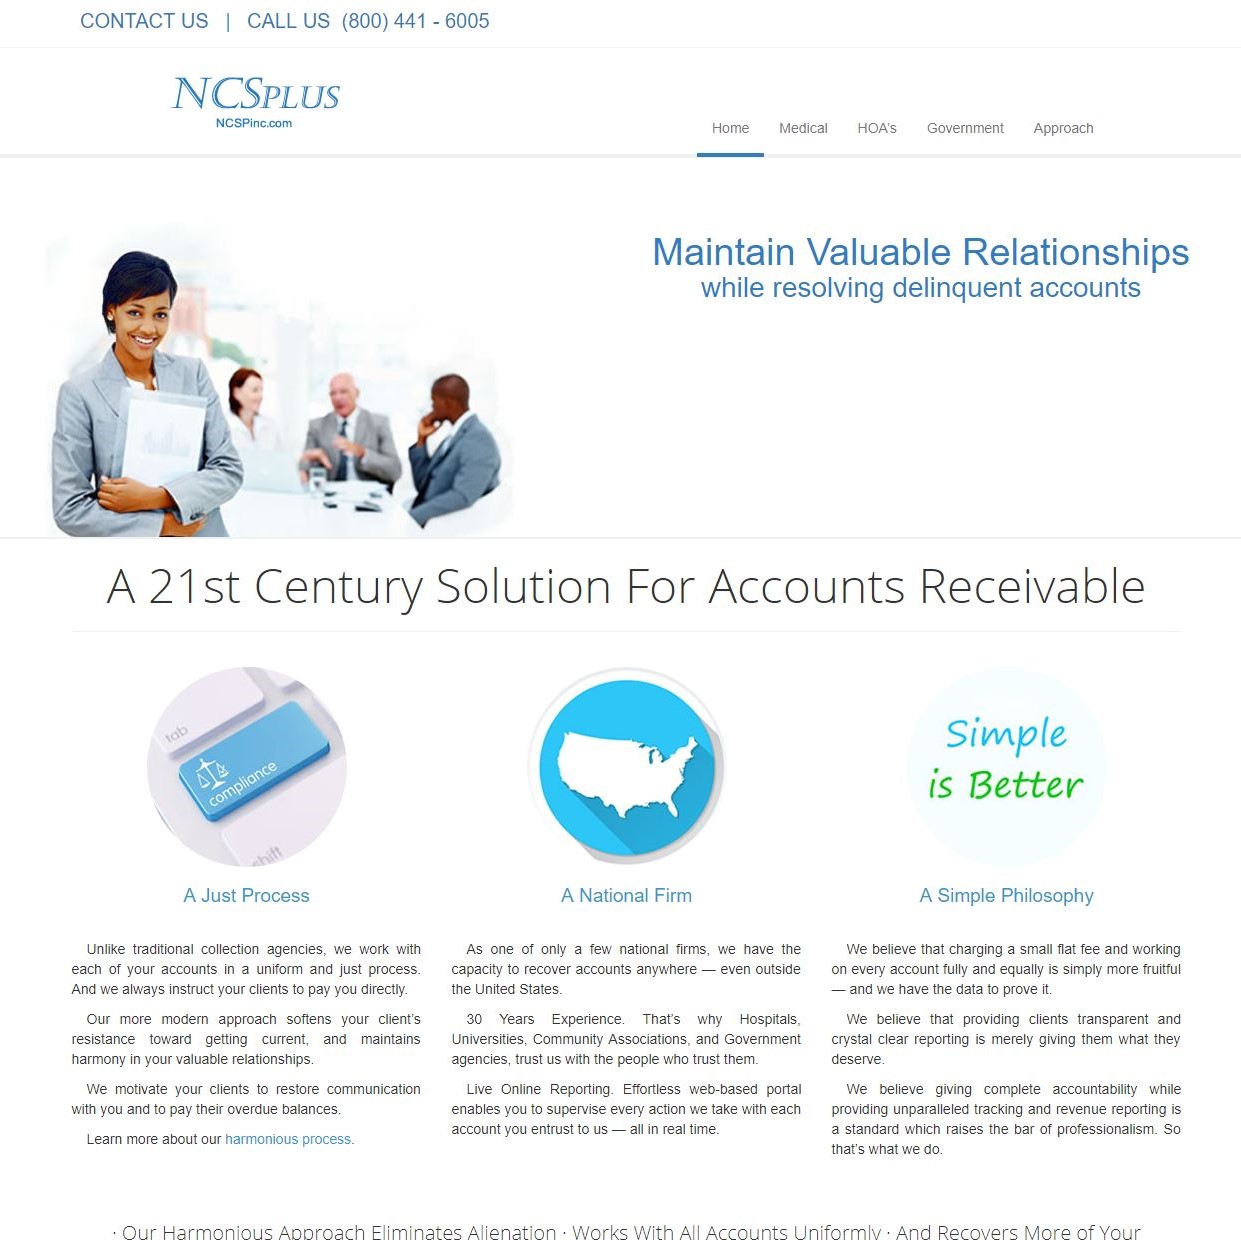 CONTACT US | CALL US (800) 441 - 6005
NCSPLUS
NCSPinc.com
Home Medical HOA's Government Approach
Maintain Valuable Relationships
while resolving delinquent accounts
A 21st Century Solution For Accounts Receivable
tab
compliance
shift
Simple
is Better
A Just Process
Unlike traditional collection agencies, we work with
each of your accounts in a uniform and just process.
And we always instruct your clients to pay you directly.
Our more modern approach softens your client's
resistance toward getting current, and maintains
harmony in your valuable relationships.
We motivate your clients to restore communication
with you and to pay their overdue balances.
Learn more about our harmonious process.
A National Firm
As one of only a few national firms, we have the
capacity to recover accounts anywhere — even outside
the United States.
30 Years Experience. That's why Hospitals,
Universities, Community Associations, and Government
agencies, trust us with the people who trust them.
Live Online Reporting. Effortless web-based portal
enables you to supervise every action we take with each
account you entrust to us — all in real time.
A Simple Philosophy
We believe that charging a small flat fee and working
on every account fully and equally is simply more fruitful
— and we have the data to prove it.
We believe that providing clients transparent and
crystal clear reporting is merely giving them what they
deserve.
We believe giving complete accountability while
providing unparalleled tracking and revenue reporting is
a standard which raises the bar of professionalism. So
that's what we do.
· Our Harmonious Approach Eliminates Alienation · Works With All Accounts Uniformly · And Recovers More of Your